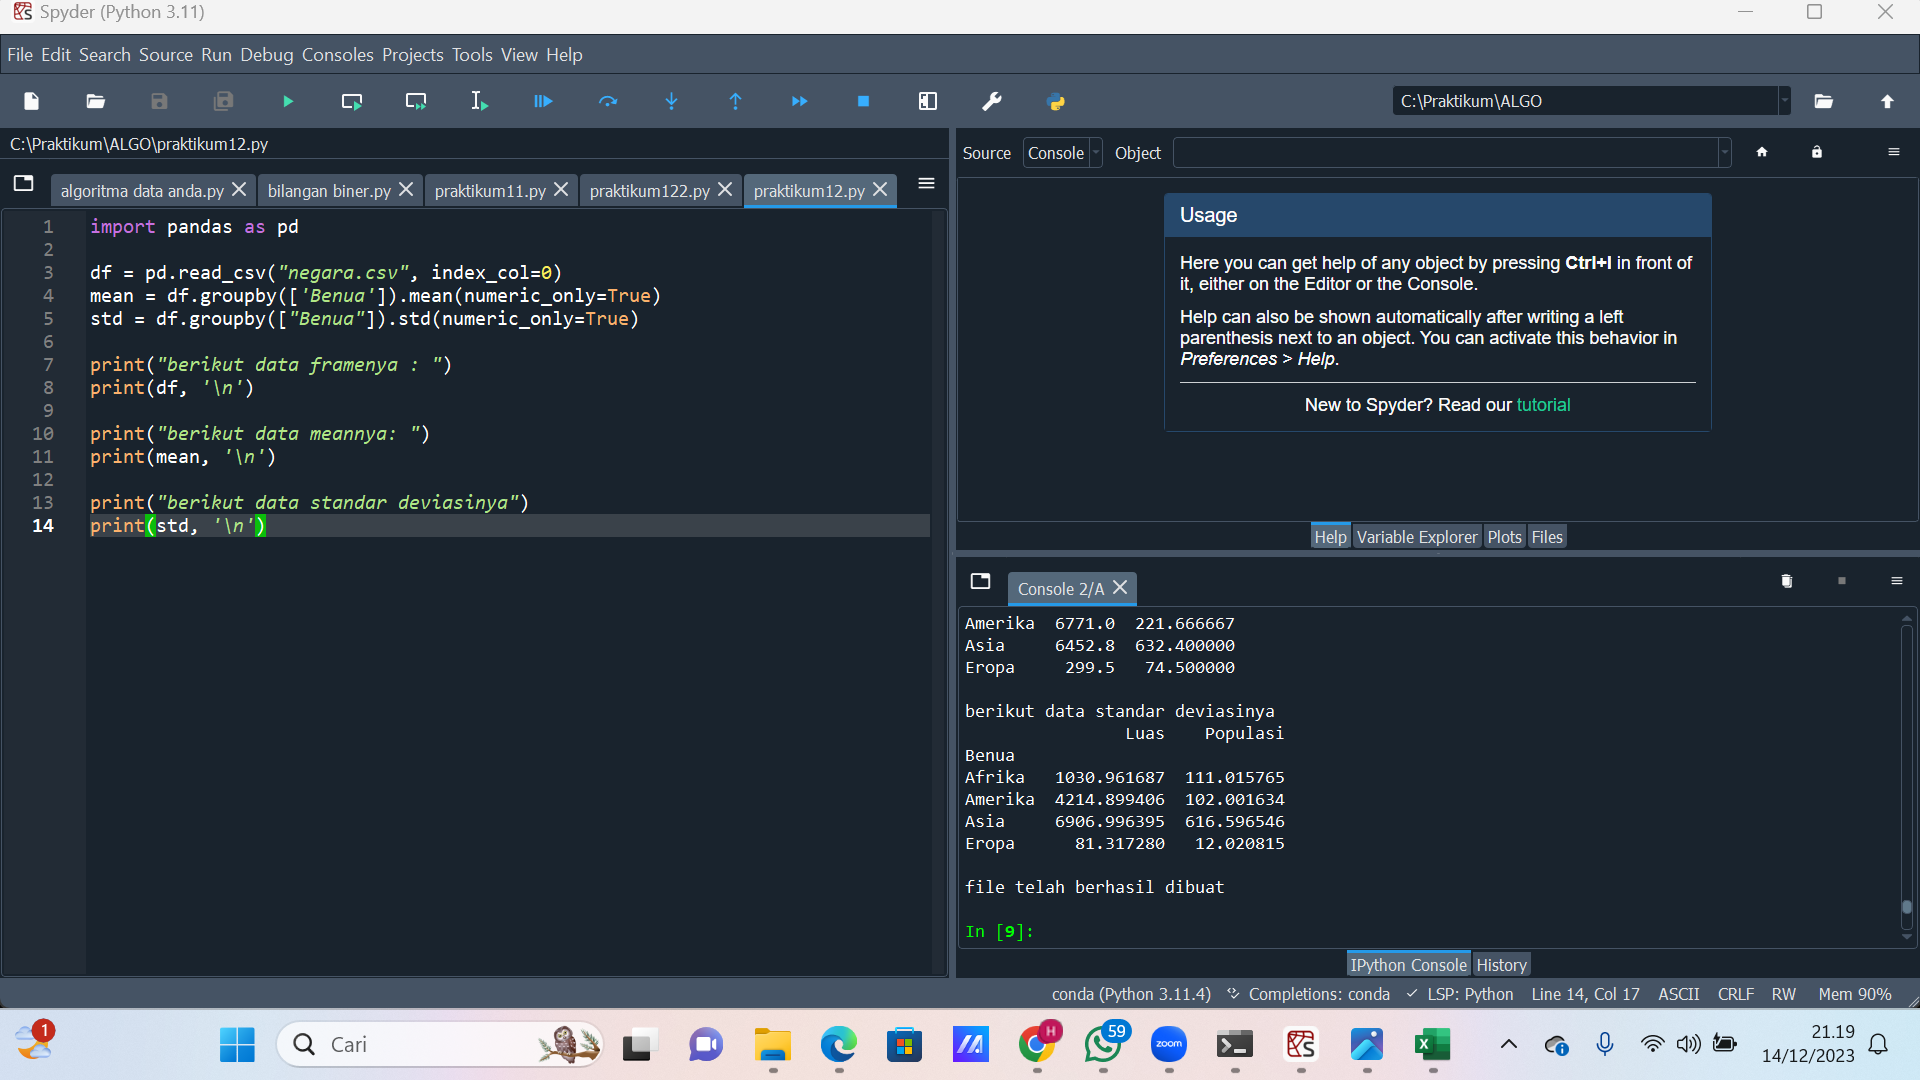 Spyder (Python 3.11)
File Edit Search Source Run Debug Consoles Projects Tools View Help
C:\Praktikum\ALGO
C:\Praktikum\ALGO\praktikum12.py
algoritma data anda.py
bilangan biner.py
praktikum11.py
praktikum122.py
praktikum12.py
1 import pandas as pd
2
3 df = pd.read_csv("negara.csv", index_col=0)
4 mean = df.groupby(['Benua']).mean(numeric_only=True)
5 std = df.groupby(["Benua"]).std(numeric_only=True)
6
7 print("berikut data framenya : ")
8 print(df, '\n')
9
10 print("berikut data meannya: ")
11 print(mean, '\n')
12
13 print("berikut data standar deviasinya")
14 print(std, '\n')
Source Console Object
Usage
Here you can get help of any object by pressing Ctrl+I in front of
it, either on the Editor or the Console.
Help can also be shown automatically after writing a left
parenthesis next to an object. You can activate this behavior in
Preferences > Help.
New to Spyder? Read our tutorial
Help Variable Explorer Plots Files
Console 2/A
Amerika 6771.0 221.666667
Asia 6452.8 632.400000
Eropa 299.5 74.500000
berikut data standar deviasinya
Luas Populasi
Benua
Afrika 1030.961687 111.015765
Amerika 4214.899406 102.001634
Asia 6906.996395 616.596546
Eropa 81.317280 12.020815
file telah berhasil dibuat
In [9]:
IPython Console History
conda (Python 3.11.4) Completions: conda LSP: Python Line 14, Col 17 ASCII CRLF RW Mem 90%
1
Cari
H
59
zoom
21.19
14/12/2023